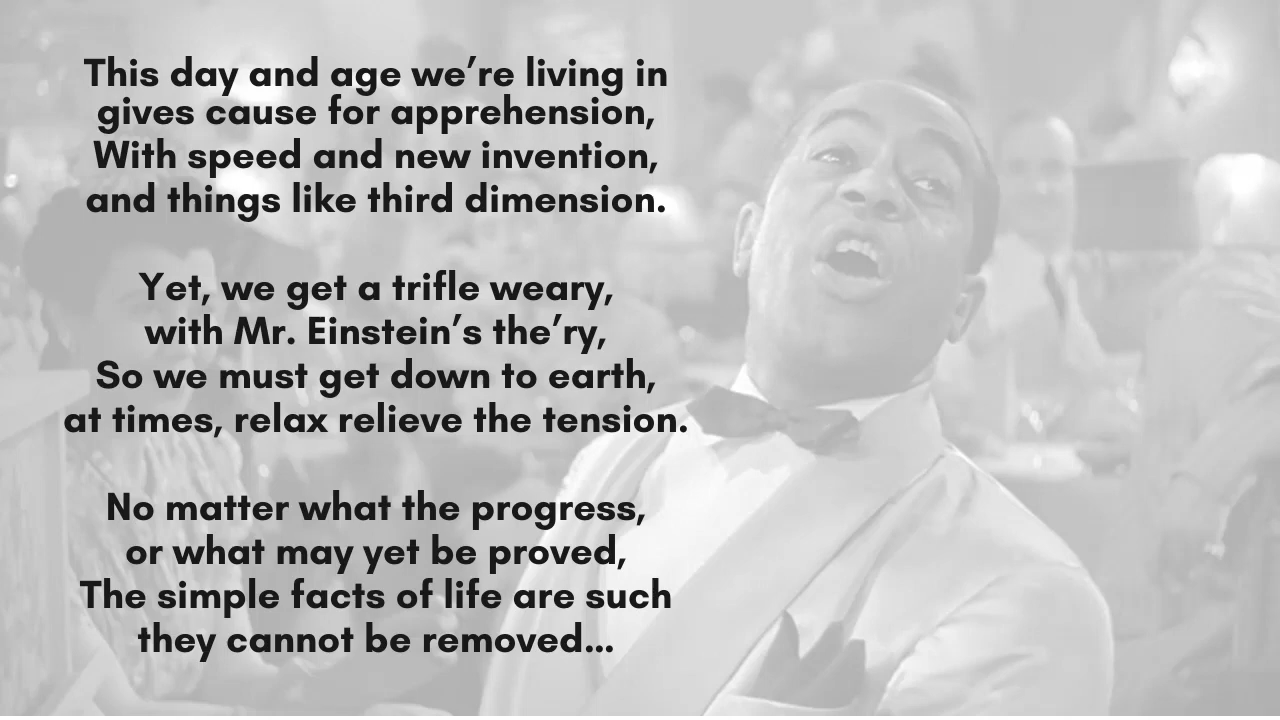 This day and age we’re living in
gives cause for apprehension,
With speed and new invention,
and things like third dimension.
Yet, we get a trifle weary,
with Mr. Einstein’s the’ry,
So we must get down to earth,
at times, relax relieve the tension.
No matter what the progress,
or what may yet be proved,
The simple facts of life are such
they cannot be removed...